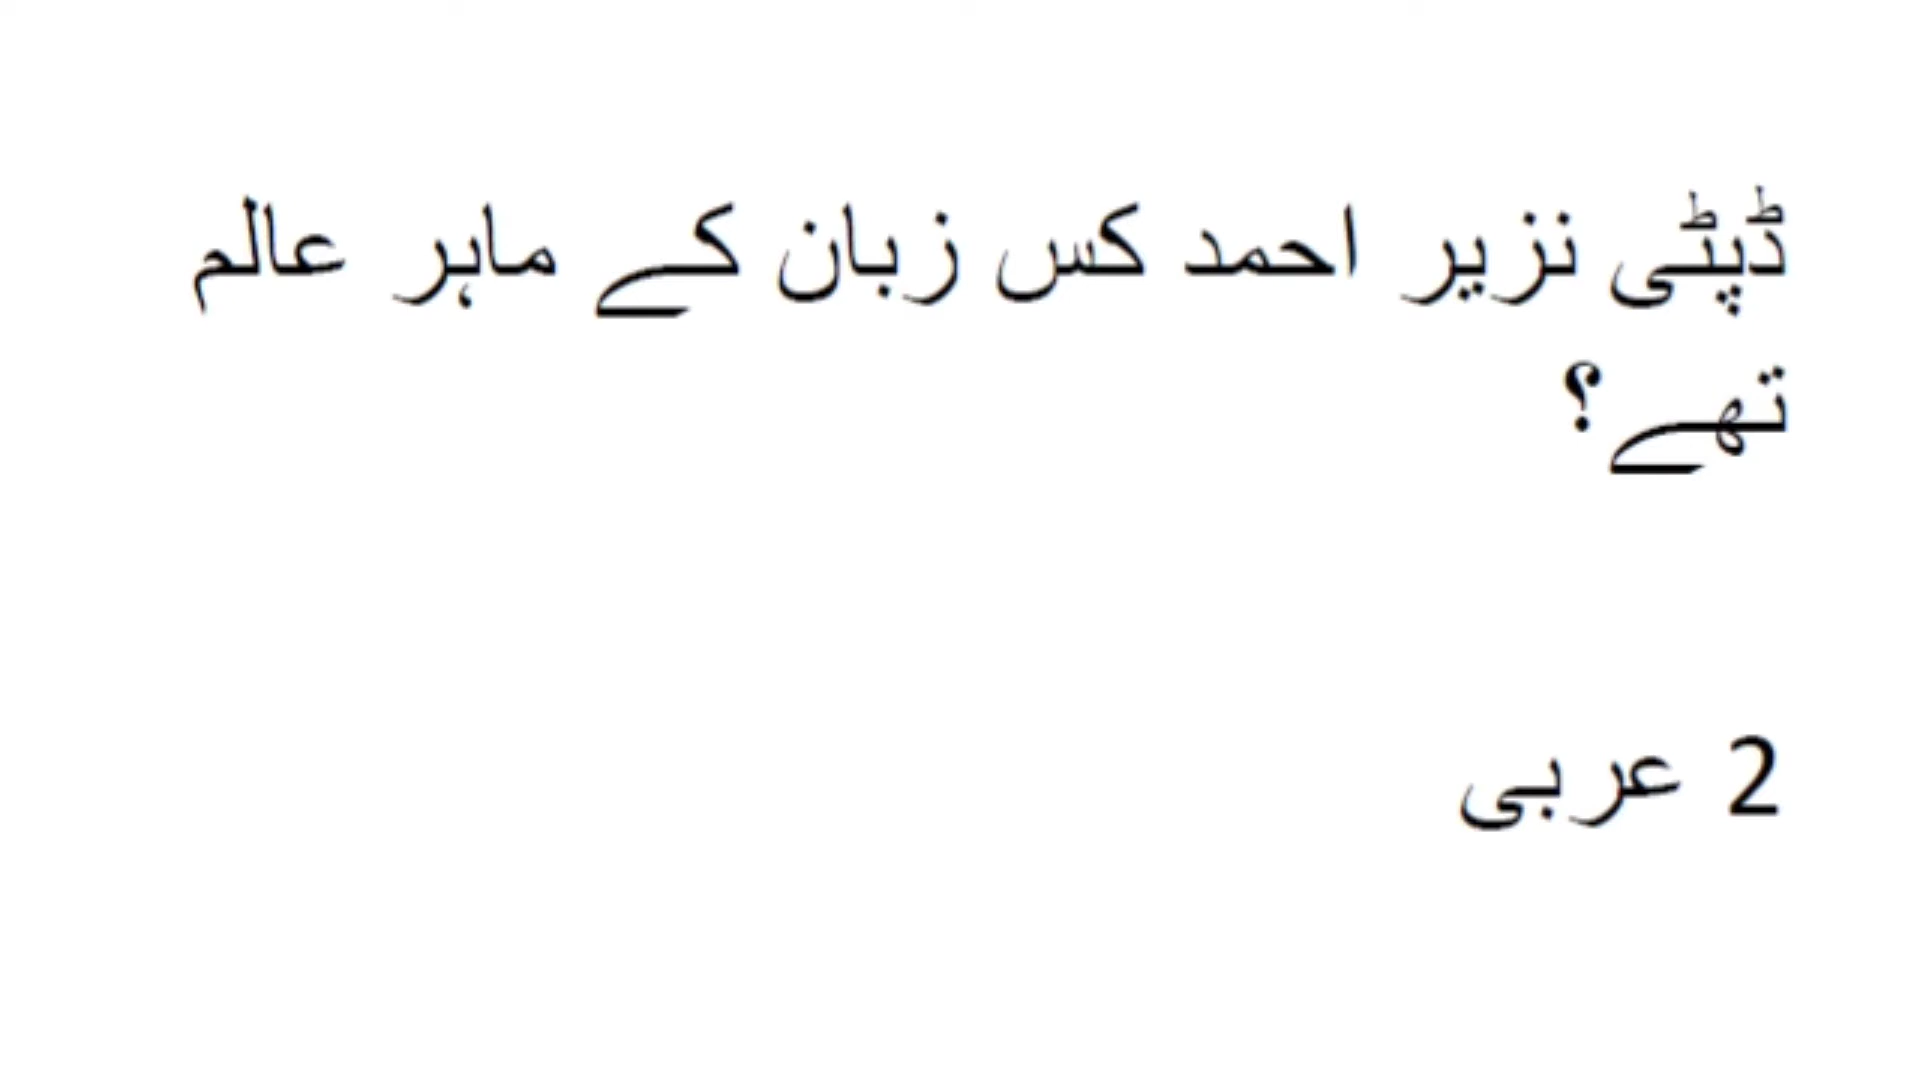 ڈپٹی نزیر احمد کس زبان کے ماہر عالم
تھے؟
2 عربی